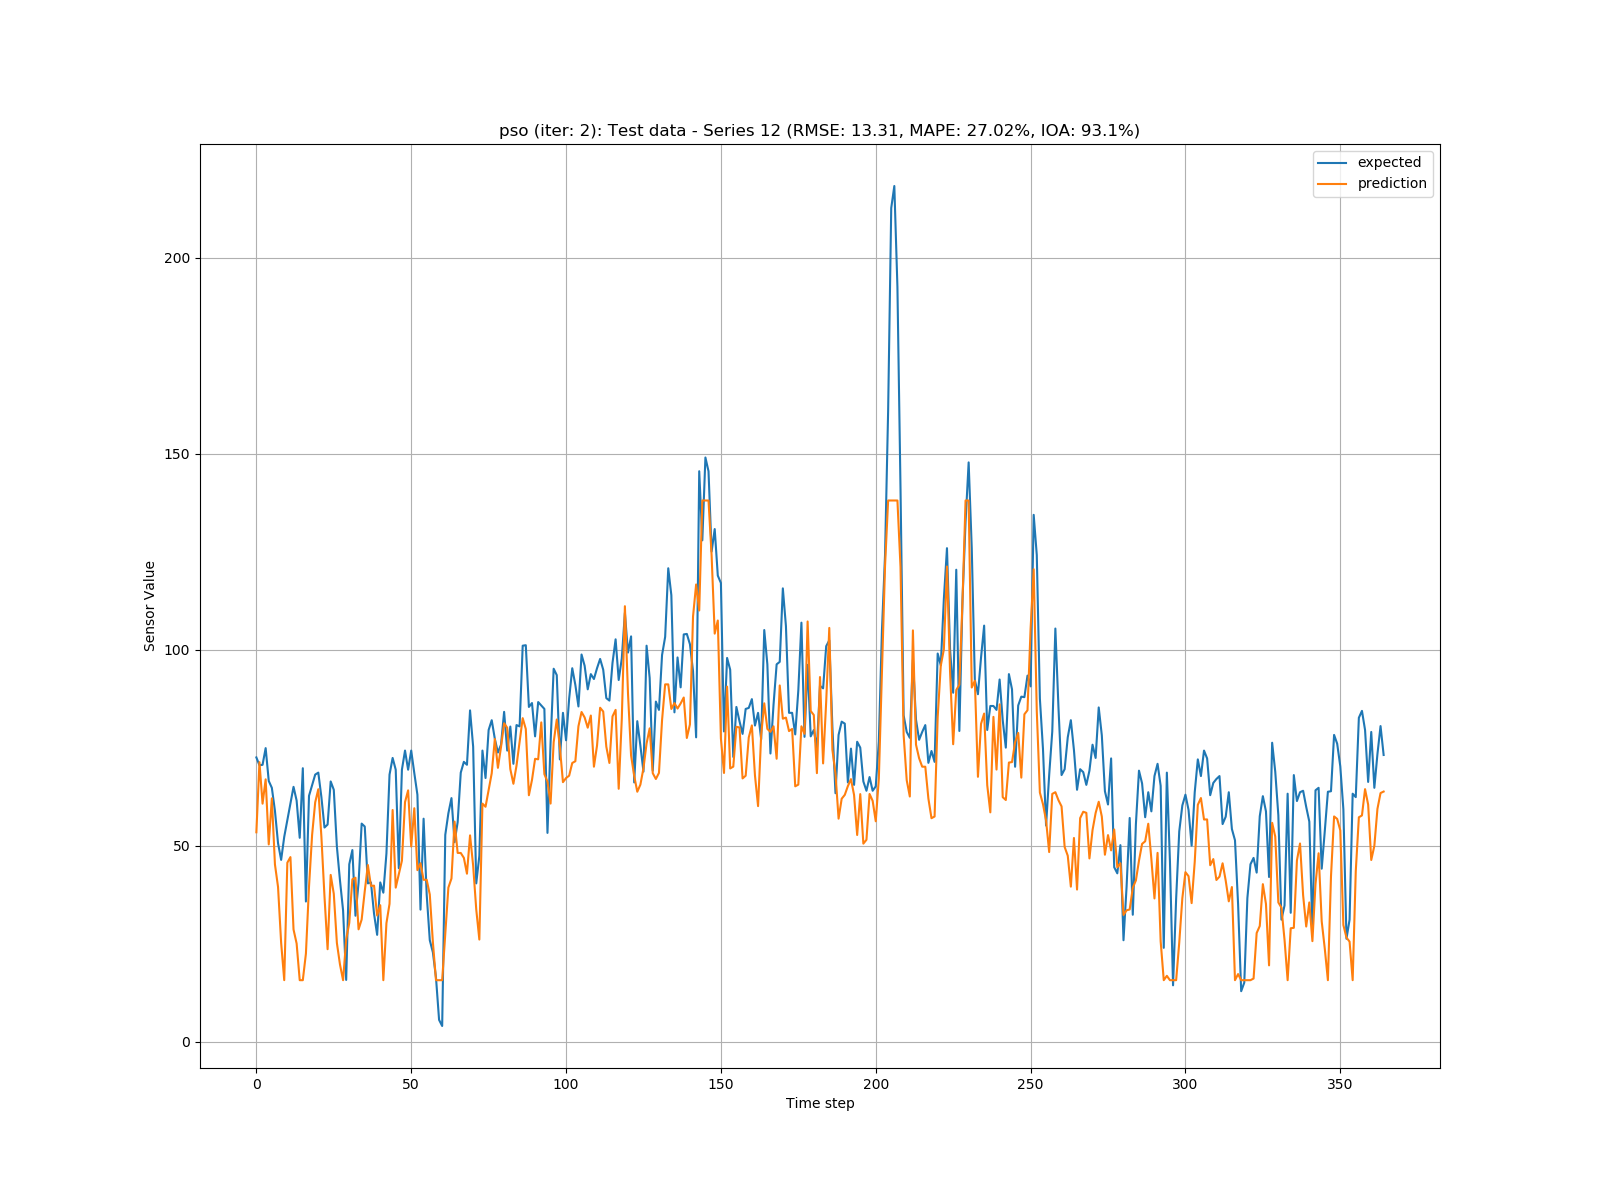 pso (iter: 2): Test data - Series 12 (RMSE: 13.31, MAPE: 27.02%, IOA: 93.1%)
expected
prediction
200
150
100
50
0
Sensor Value
0 50 100 150 200 250 300 350
Time step